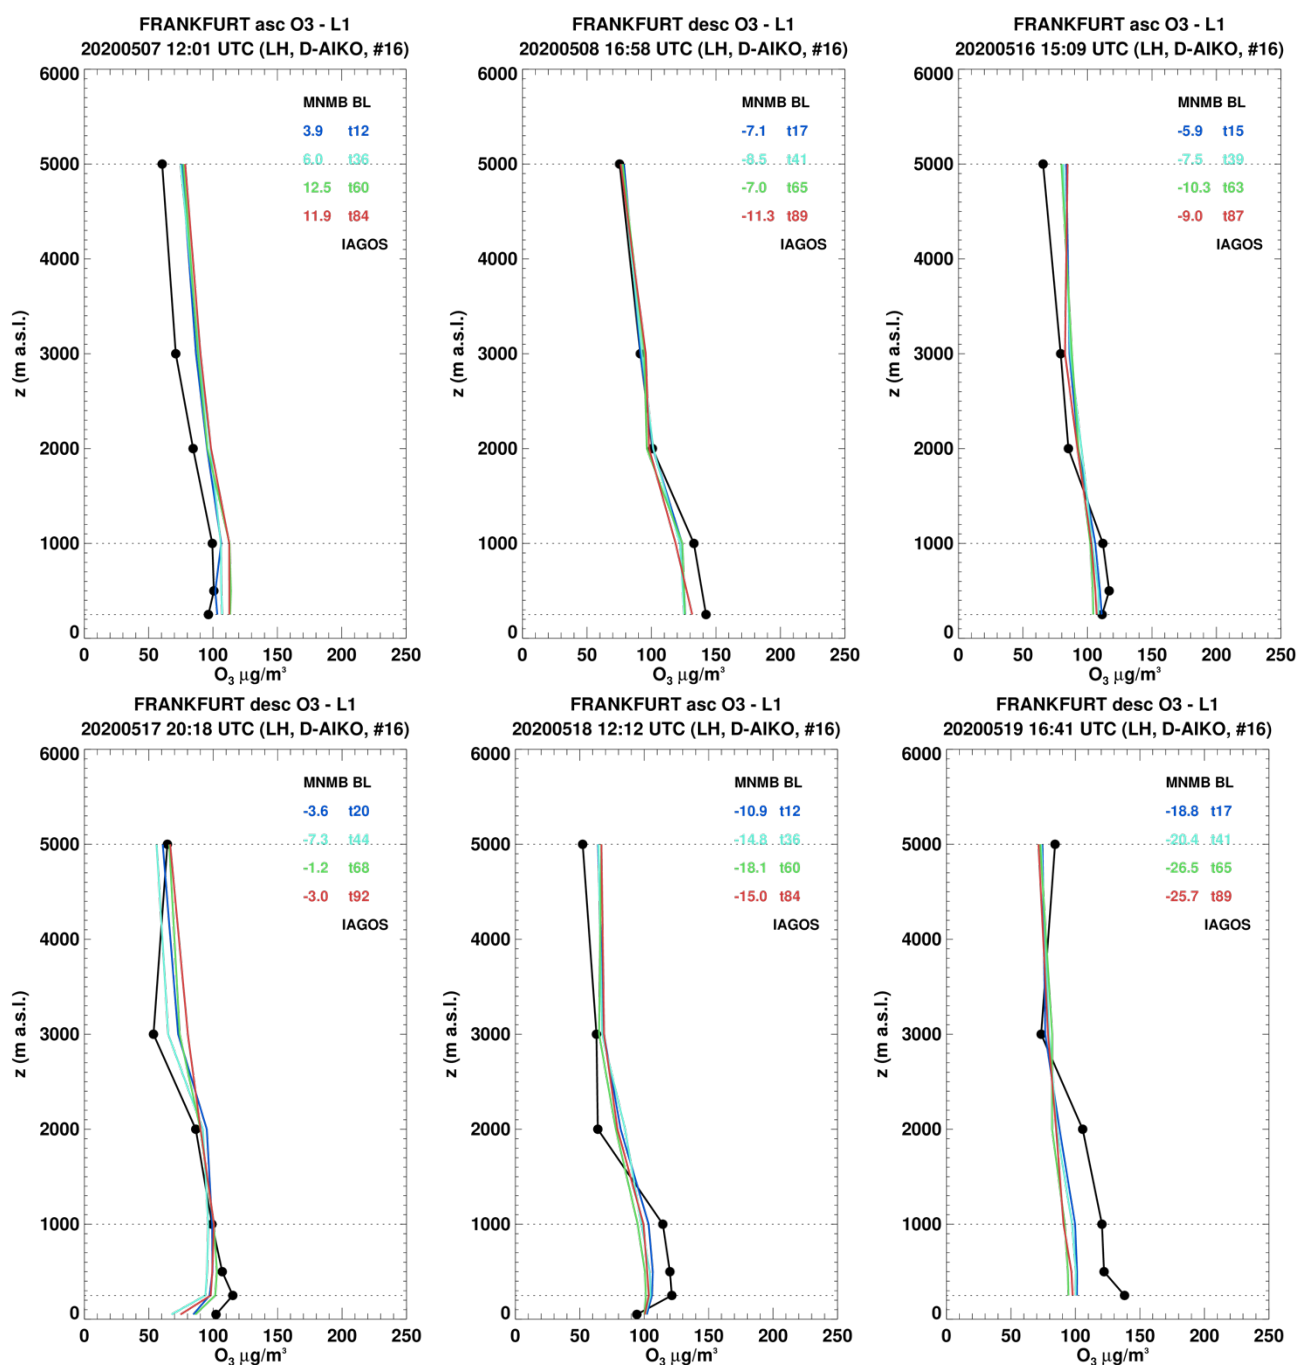 FRANKFURT asc O3 - L1
20200507 12:01 UTC (LH, D-AIKO, #16)
6000
5000
4000
3000
2000
1000
0
z (m a.s.l.)
MNMB BL
3.9 t12
6.0 t36
12.5 t60
11.9 t84
IAGOS
0 50 100 150 200 250
O₃ µg/m³
FRANKFURT desc O3 - L1
20200508 16:58 UTC (LH, D-AIKO, #16)
6000
5000
4000
3000
2000
1000
0
z (m a.s.l.)
MNMB BL
-7.1 t17
-8.5 t41
-7.0 t65
-11.3 t89
IAGOS
0 50 100 150 200 250
O₃ µg/m³
FRANKFURT asc O3 - L1
20200516 15:09 UTC (LH, D-AIKO, #16)
6000
5000
4000
3000
2000
1000
0
z (m a.s.l.)
MNMB BL
-5.9 t15
-7.5 t39
-10.3 t63
-9.0 t87
IAGOS
0 50 100 150 200 250
O₃ µg/m³
FRANKFURT desc O3 - L1
20200517 20:18 UTC (LH, D-AIKO, #16)
6000
5000
4000
3000
2000
1000
0
z (m a.s.l.)
MNMB BL
-3.6 t20
-7.3 t44
-1.2 t68
-3.0 t92
IAGOS
0 50 100 150 200 250
O₃ µg/m³
FRANKFURT asc O3 - L1
20200518 12:12 UTC (LH, D-AIKO, #16)
6000
5000
4000
3000
2000
1000
0
z (m a.s.l.)
MNMB BL
-10.9 t12
-14.8 t36
-18.1 t60
-15.0 t84
IAGOS
0 50 100 150 200 250
O₃ µg/m³
FRANKFURT desc O3 - L1
20200519 16:41 UTC (LH, D-AIKO, #16)
6000
5000
4000
3000
2000
1000
0
z (m a.s.l.)
MNMB BL
-18.8 t17
-20.4 t41
-26.5 t65
-25.7 t89
IAGOS
0 50 100 150 200 250
O₃ µg/m³